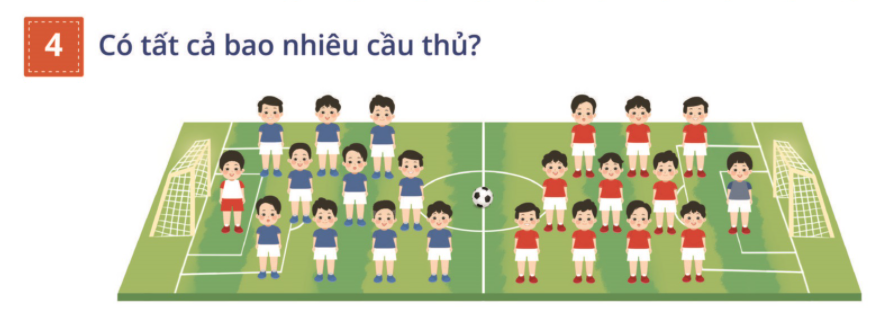 4 Có tất cả bao nhiêu cầu thủ?